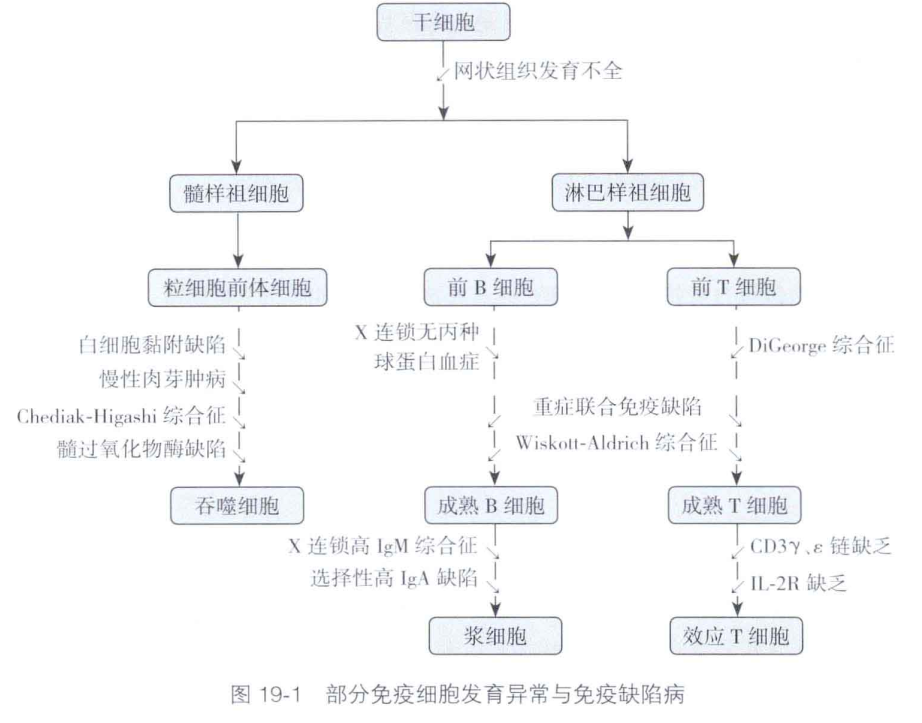 干细胞
网状组织发育不全
髓样祖细胞
淋巴样祖细胞
粒细胞前体细胞
前 B 细胞
前 T 细胞
白细胞黏附缺陷
慢性肉芽肿病
Chediak-Higashi 综合征
髓过氧化物酶缺陷
X 连锁无丙种
球蛋白血症
DiGeorge 综合征
重症联合免疫缺陷
Wiskott-Aldrich 综合征
吞噬细胞
成熟 B 细胞
成熟 T 细胞
X 连锁高 IgM 综合征
选择性高 IgA 缺陷
CD3γ、ε 链缺乏
IL-2R 缺乏
浆细胞
效应 T 细胞
图 19-1 部分免疫细胞发育异常与免疫缺陷病